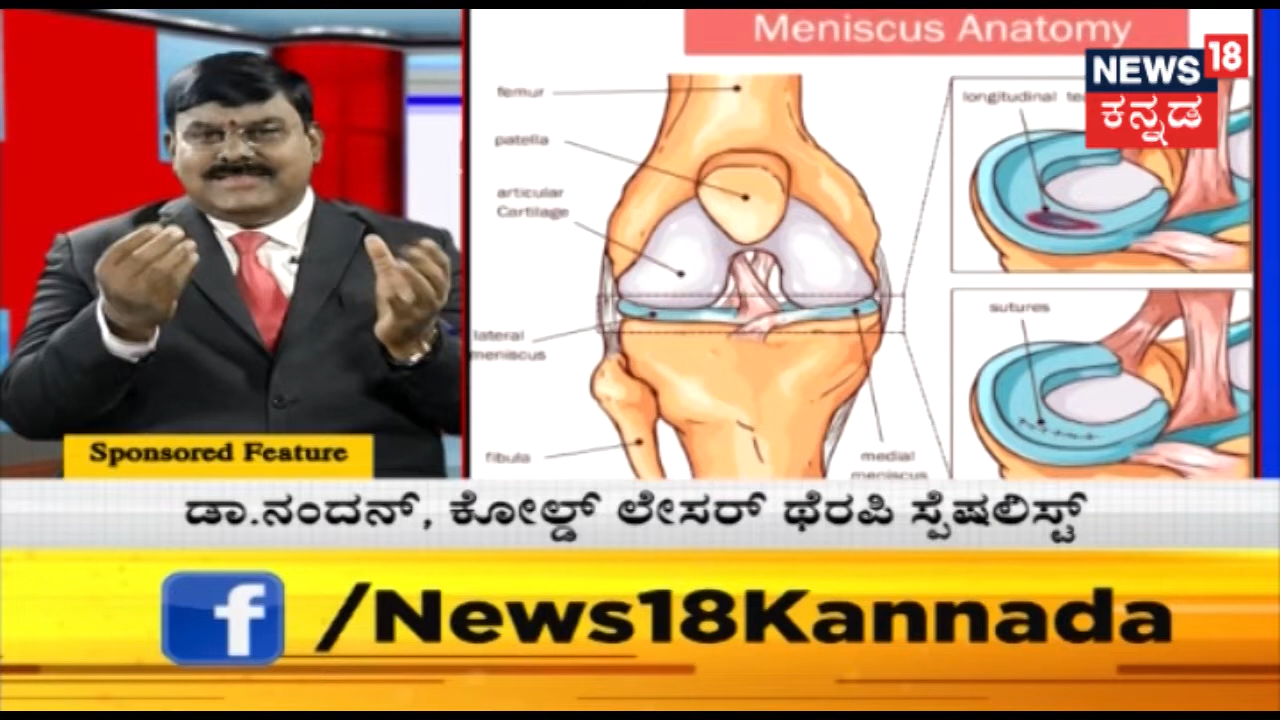 Meniscus Anatomy
NEWS 18
ಕನ್ನಡ
femur
patella
articular
Cartilage
lateral
meniscus
fibula
medial
meniscus
longitudinal
sutures
Sponsored Feature
ಡಾ.ನಂದನ್, ಕೋಲ್ಡ್ ಲೇಸರ್ ಥೆರಪಿ ಸ್ಪೆಷಲಿಸ್ಟ್
f /News18Kannada